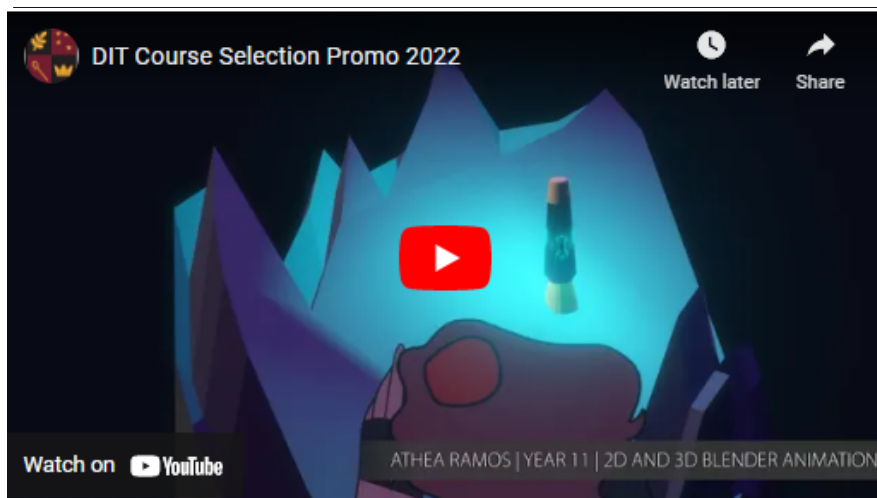 DIT Course Selection Promo 2022
Watch later
Share
ATHEA RAMOS | YEAR 11 | 2D AND 3D BLENDER ANIMATION
Watch on YouTube